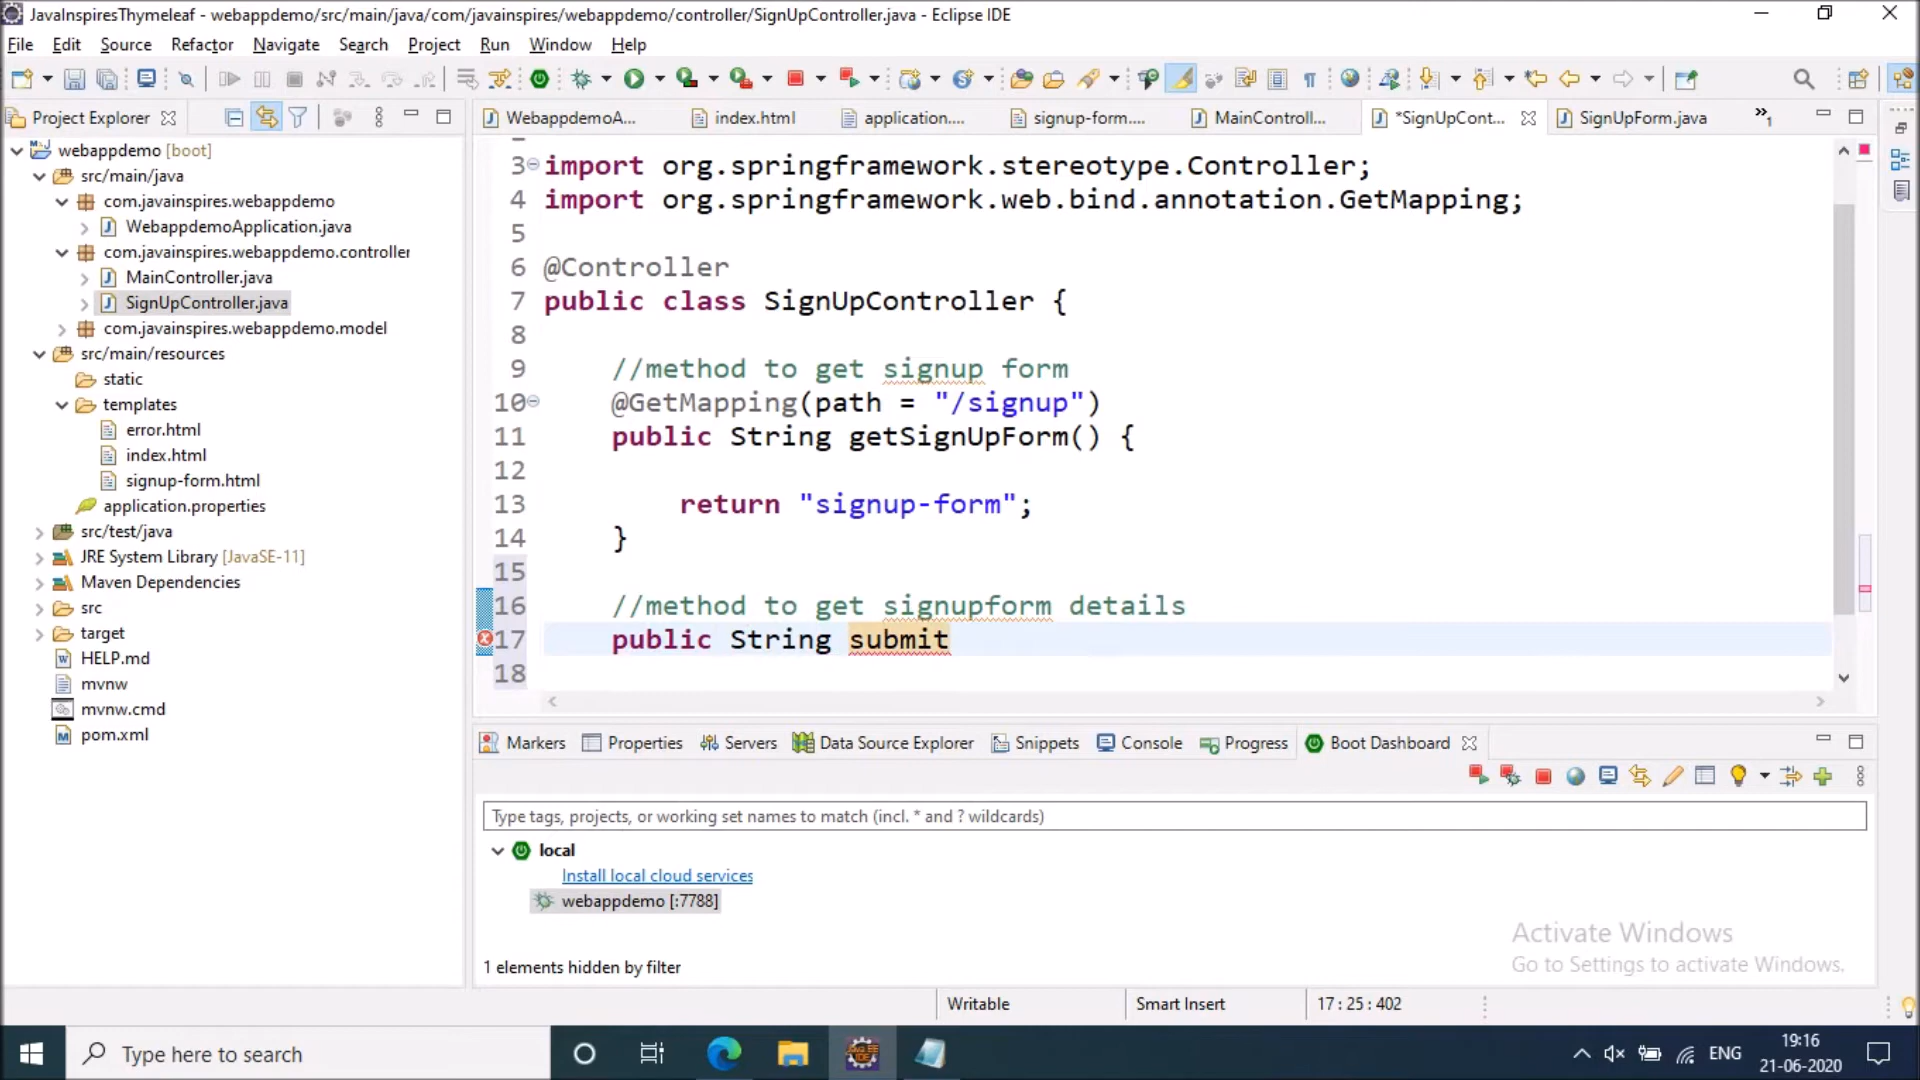 JavaInspiresThymeleaf - webappdemo/src/main/java/com/javainspires/webappdemo/controller/SignUpController.java - Eclipse IDE
File Edit Source Refactor Navigate Search Project Run Window Help
Project Explorer
WebappdemoA... index.html application.... signup-form.... MainControll... *SignUpCont... SignUpForm.java »1
webappdemo [boot]
src/main/java
com.javainspires.webappdemo
WebappdemoApplication.java
com.javainspires.webappdemo.controller
MainController.java
SignUpController.java
com.javainspires.webappdemo.model
src/main/resources
static
templates
error.html
index.html
signup-form.html
application.properties
src/test/java
JRE System Library [JavaSE-11]
Maven Dependencies
src
target
HELP.md
mvnw
mvnw.cmd
pom.xml
3 import org.springframework.stereotype.Controller;
4 import org.springframework.web.bind.annotation.GetMapping;
5
6 @Controller
7 public class SignUpController {
8
9 //method to get signup form
10 @GetMapping(path = "/signup")
11 public String getSignUpForm() {
12
13 return "signup-form";
14 }
15
16 //method to get signupform details
17 public String submit
18
Markers Properties Servers Data Source Explorer Snippets Console Progress Boot Dashboard
Type tags, projects, or working set names to match (incl. * and ? wildcards)
local
Install local cloud services
webappdemo [:7788]
1 elements hidden by filter
Activate Windows
Go to Settings to activate Windows.
Writable Smart Insert 17 : 25 : 402
Type here to search
ENG
19:16
21-06-2020